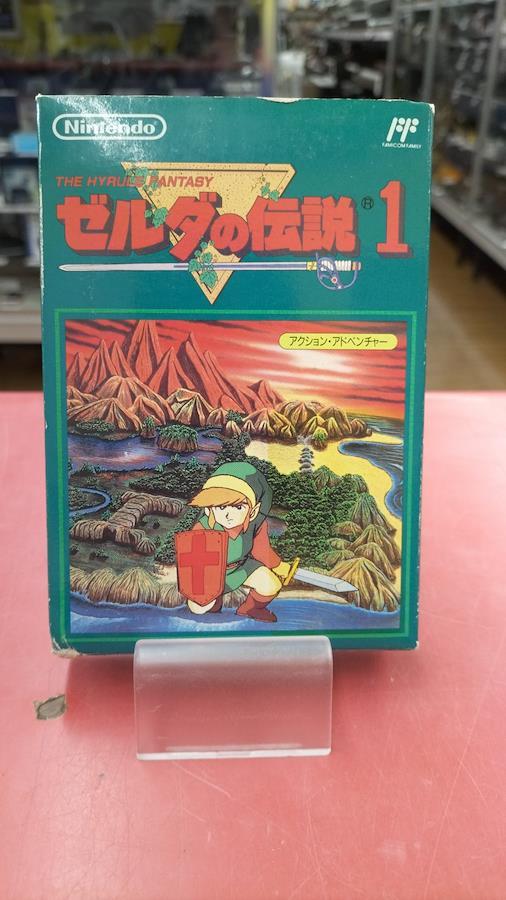 Nintendo
FF
FAMICOM FAMILY
THE HYRULE FANTASY
ゼルダの伝説® 1
アクション・アドベンチャー